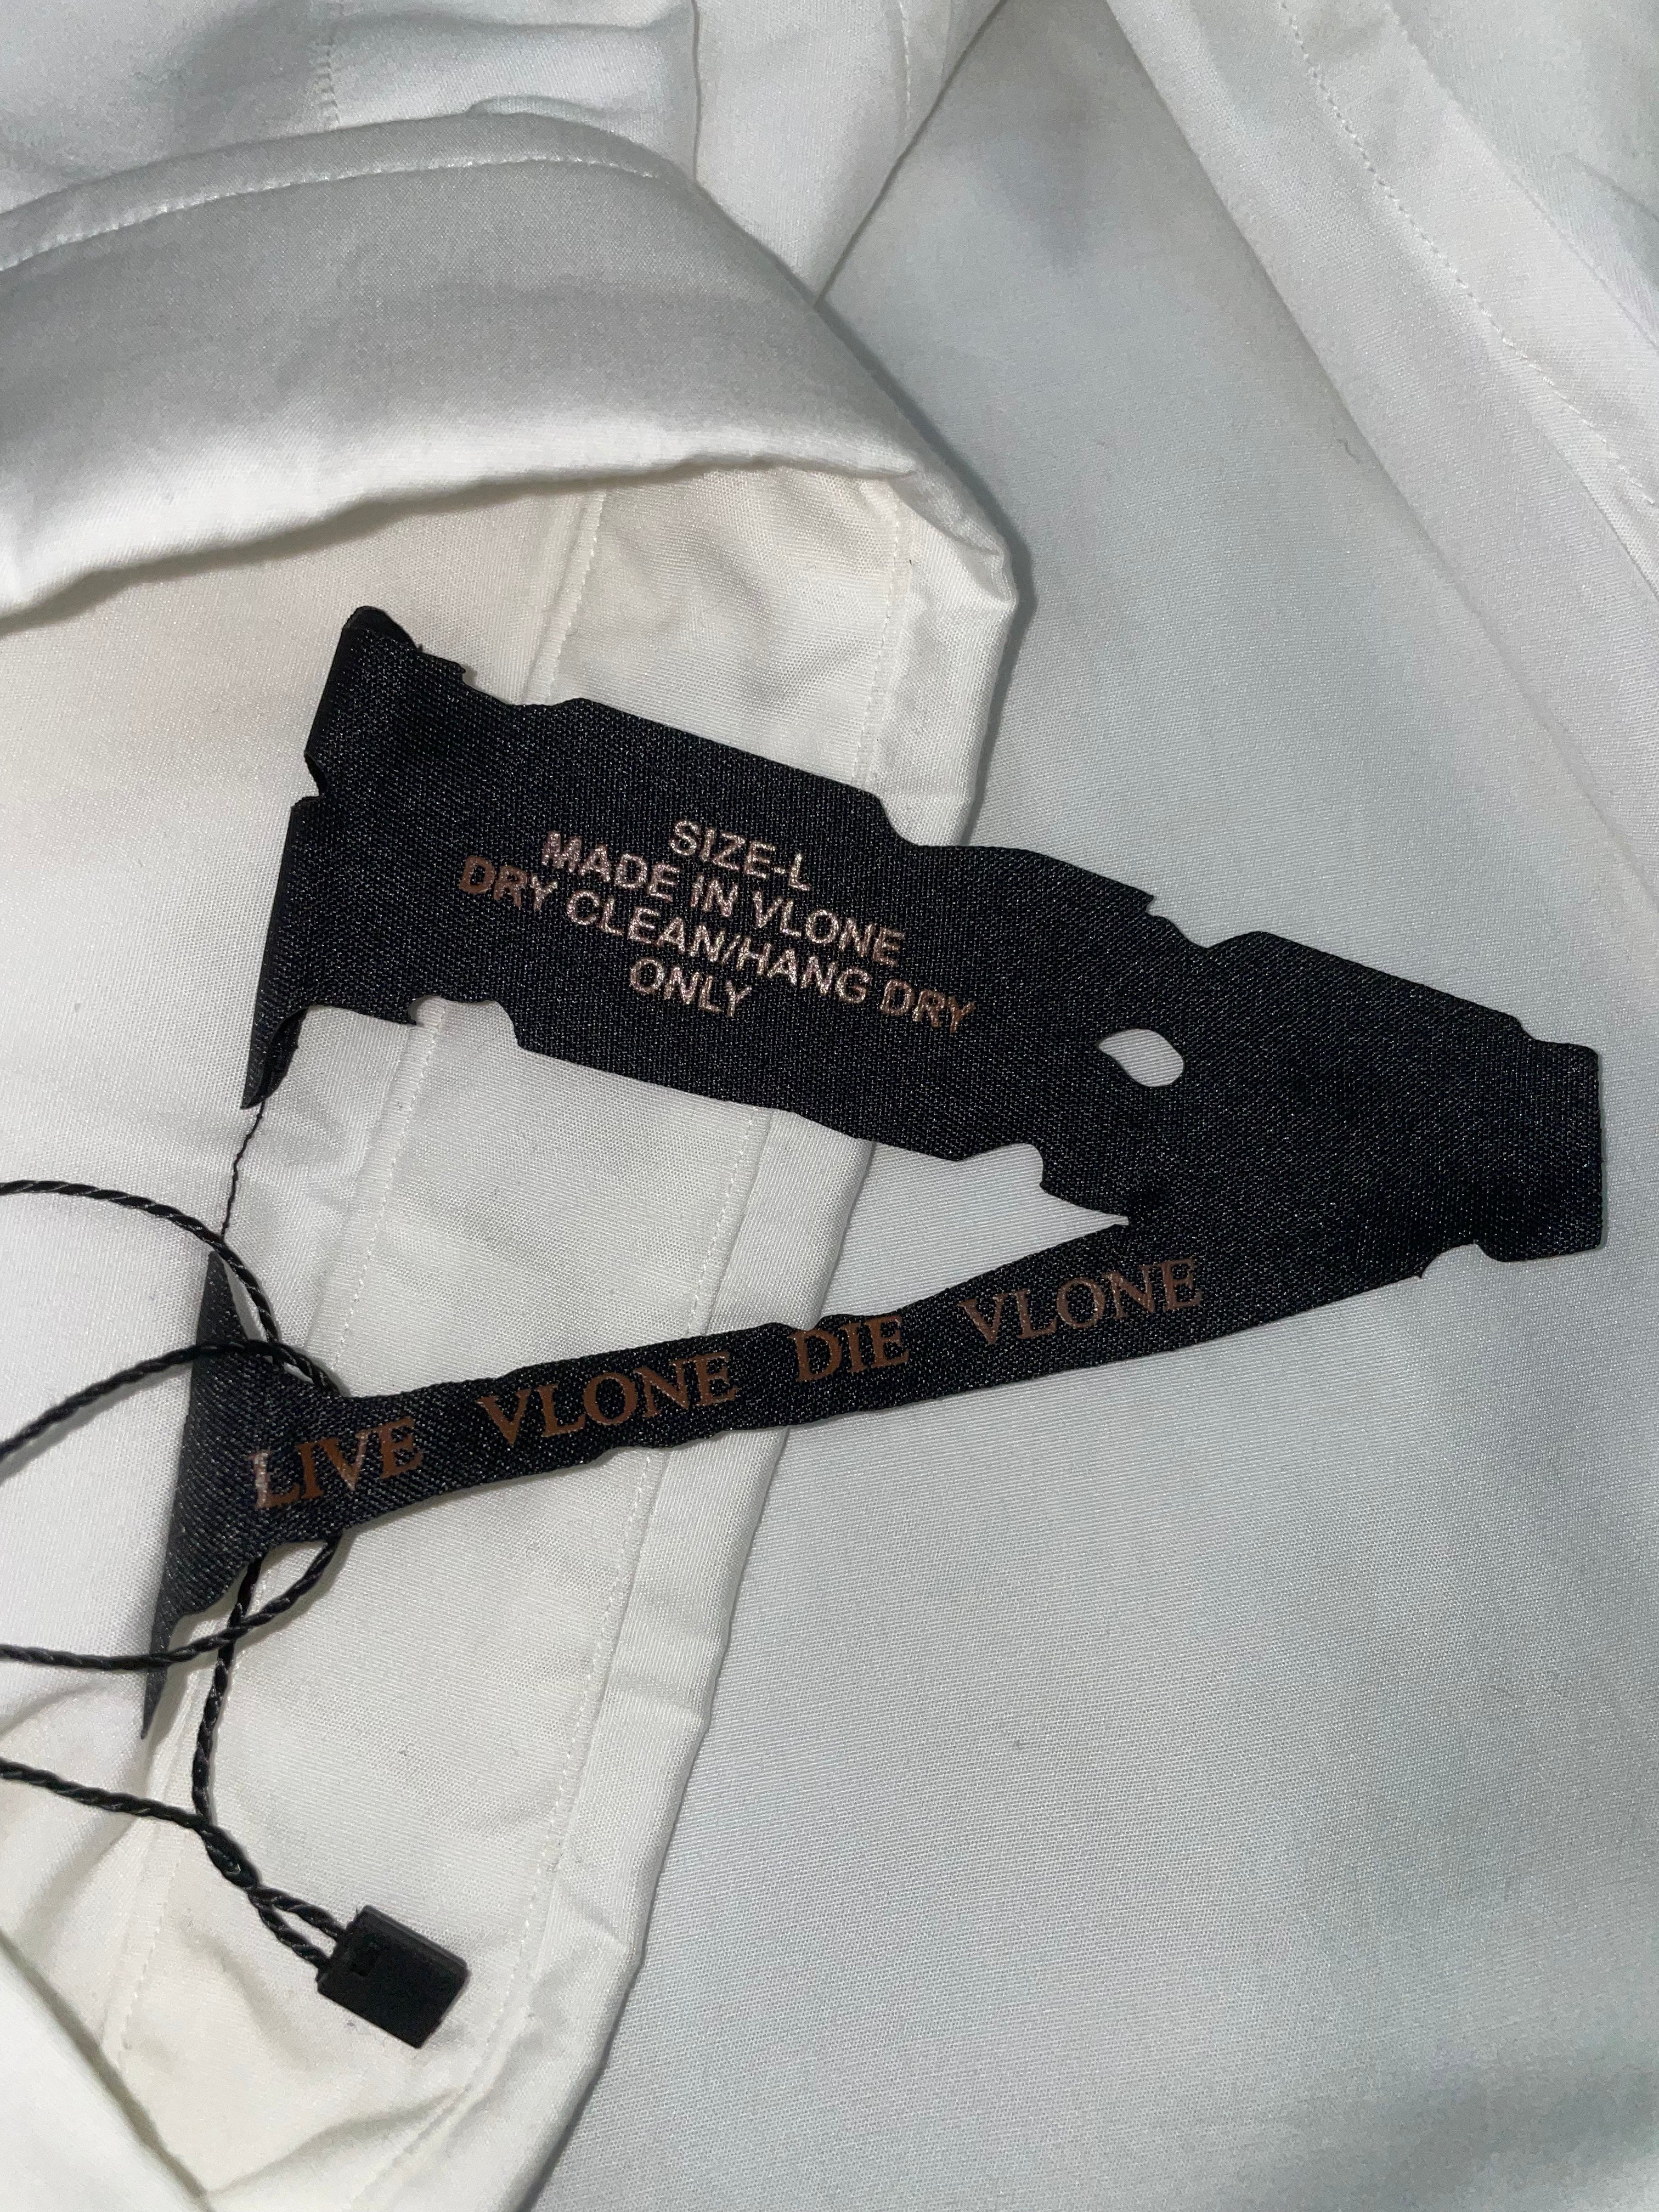 SIZE-L
MADE IN VLONE
DRY CLEAN/HANG DRY
ONLY
LIVE VLONE DIE VLONE